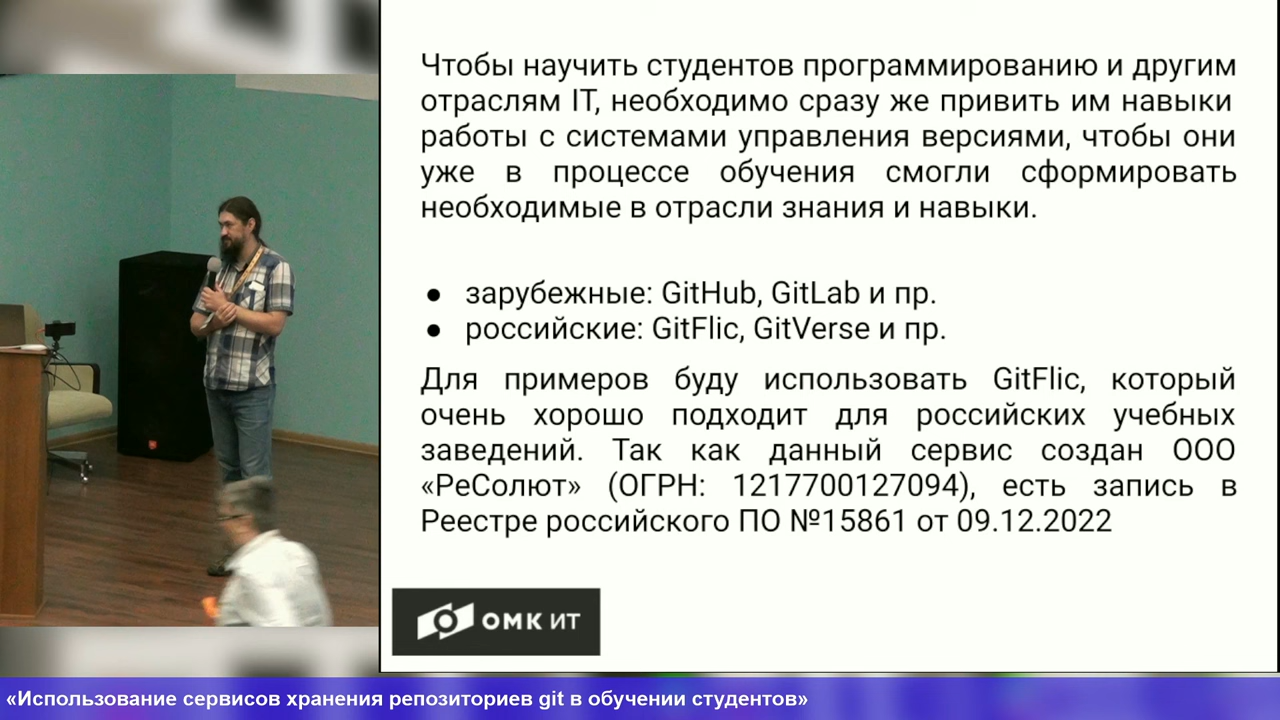 Чтобы научить студентов программированию и другим
отраслям IT, необходимо сразу же привить им навыки
работы с системами управления версиями, чтобы они
уже в процессе обучения смогли сформировать
необходимые в отрасли знания и навыки.
● зарубежные: GitHub, GitLab и пр.
● российские: GitFlic, GitVerse и пр.
Для примеров буду использовать GitFlic, который
очень хорошо подходит для российских учебных
заведений. Так как данный сервис создан ООО
«РеСолют» (ОГРН: 1217700127094), есть запись в
Реестре российского ПО №15861 от 09.12.2022
ОМК ИТ
«Использование сервисов хранения репозиториев git в обучении студентов»